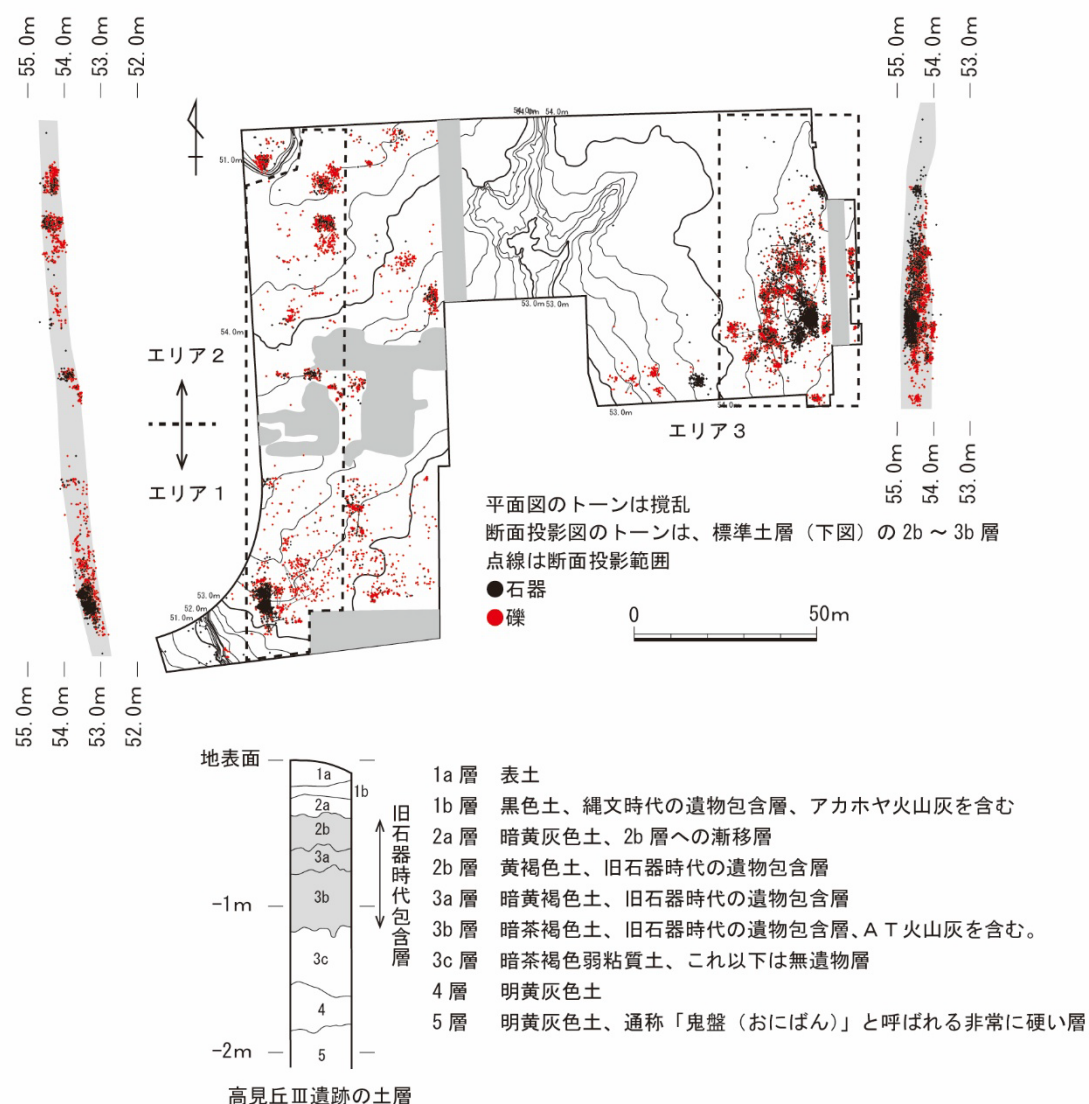 55.0m
54.0m
53.0m
52.0m
55.0m
54.0m
53.0m
54.0m
54.0m
51.0m
54.0m
53.0m 53.0m
エリア2
エリア1
53.0m
52.0m
51.0m
53.0m
54.0m
エリア3
平面図のトーンは撹乱
断面投影図のトーンは、標準土層（下図）の 2b ～ 3b 層
点線は断面投影範囲
●石器
●礫
0 50m
55.0m
54.0m
53.0m
52.0m
55.0m
54.0m
53.0m
地表面
-1m
-2m
1a
1b
2a
2b
3a
3b
3c
4
5
旧石器時代包含層
1a 層 表土
1b 層 黒色土、縄文時代の遺物包含層、アカホヤ火山灰を含む
2a 層 暗黄灰色土、2b 層への漸移層
2b 層 黄褐色土、旧石器時代の遺物包含層
3a 層 暗黄褐色土、旧石器時代の遺物包含層
3b 層 暗茶褐色土、旧石器時代の遺物包含層、ＡＴ火山灰を含む。
3c 層 暗茶褐色弱粘質土、これ以下は無遺物層
4 層 明黄灰色土
5 層 明黄灰色土、通称「鬼盤（おにばん）」と呼ばれる非常に硬い層
高見丘Ⅲ遺跡の土層